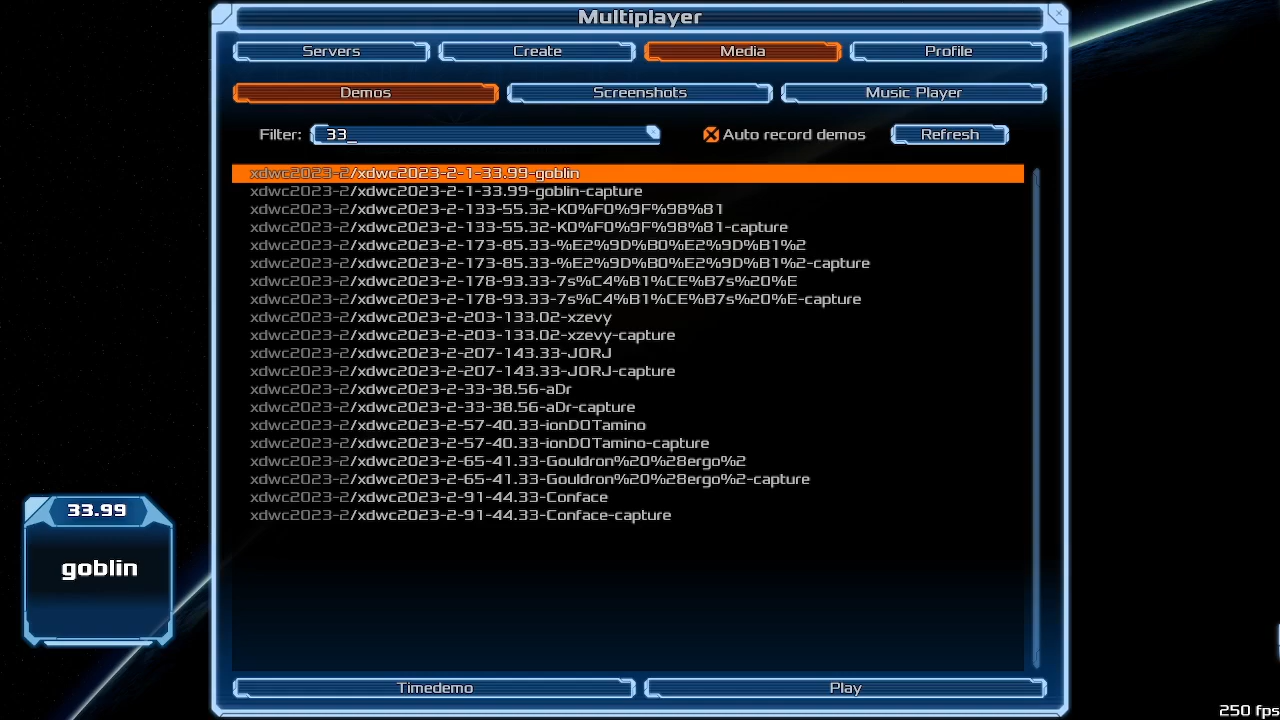 Multiplayer
Servers Create Media Profile
Demos Screenshots Music Player
Filter: 33_ Auto record demos Refresh
xdwc2023-2/xdwc2023-2-1-33.99-goblin
xdwc2023-2/xdwc2023-2-1-33.99-goblin-capture
xdwc2023-2/xdwc2023-2-133-55.32-K0%F0%9F%98%81
xdwc2023-2/xdwc2023-2-133-55.32-K0%F0%9F%98%81-capture
xdwc2023-2/xdwc2023-2-173-85.33-%E2%9D%B0%E2%9D%B1%2
xdwc2023-2/xdwc2023-2-173-85.33-%E2%9D%B0%E2%9D%B1%2-capture
xdwc2023-2/xdwc2023-2-178-93.33-7s%C4%B1%CE%B7s%20%E
xdwc2023-2/xdwc2023-2-178-93.33-7s%C4%B1%CE%B7s%20%E-capture
xdwc2023-2/xdwc2023-2-203-133.02-xzevy
xdwc2023-2/xdwc2023-2-203-133.02-xzevy-capture
xdwc2023-2/xdwc2023-2-207-143.33-JORJ
xdwc2023-2/xdwc2023-2-207-143.33-JORJ-capture
xdwc2023-2/xdwc2023-2-33-38.56-aDr
xdwc2023-2/xdwc2023-2-33-38.56-aDr-capture
xdwc2023-2/xdwc2023-2-57-40.33-ionDOTamino
xdwc2023-2/xdwc2023-2-57-40.33-ionDOTamino-capture
xdwc2023-2/xdwc2023-2-65-41.33-Gouldron%20%28ergo%2
xdwc2023-2/xdwc2023-2-65-41.33-Gouldron%20%28ergo%2-capture
xdwc2023-2/xdwc2023-2-91-44.33-Conface
xdwc2023-2/xdwc2023-2-91-44.33-Conface-capture
33.99
goblin
Timedemo Play
250 fps